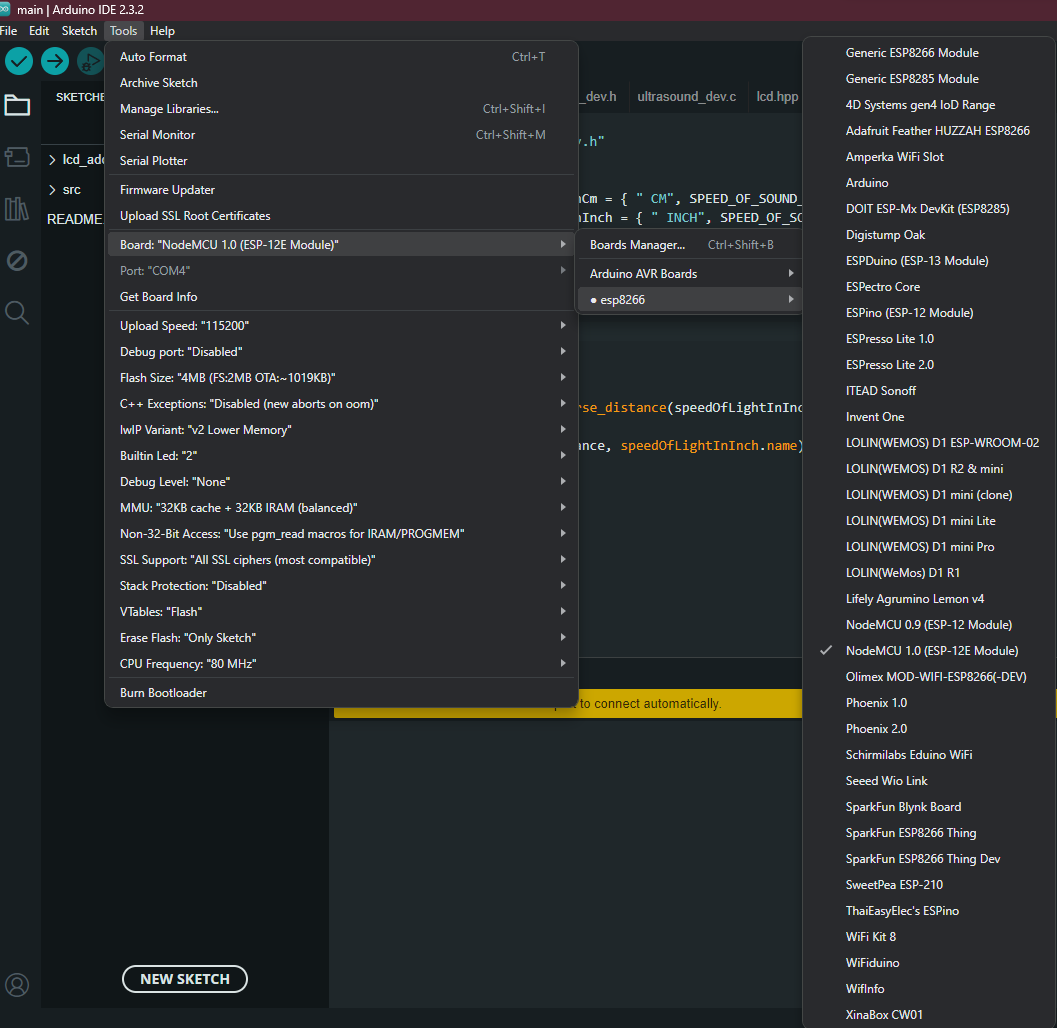 main | Arduino IDE 2.3.2
File Edit Sketch Tools Help
SKETCH
lcd_add
src
README.
NEW SKETCH
Auto Format Ctrl+T
Archive Sketch
Manage Libraries... Ctrl+Shift+I
Serial Monitor Ctrl+Shift+M
Serial Plotter
Firmware Updater
Upload SSL Root Certificates
Board: "NodeMCU 1.0 (ESP-12E Module)"
Port: "COM4"
Get Board Info
Upload Speed: "115200"
Debug port: "Disabled"
Flash Size: "4MB (FS:2MB OTA:~1019KB)"
C++ Exceptions: "Disabled (new aborts on oom)"
lwIP Variant: "v2 Lower Memory"
Builtin Led: "2"
Debug Level: "None"
MMU: "32KB cache + 32KB IRAM (balanced)"
Non-32-Bit Access: "Use pgm_read macros for IRAM/PROGMEM"
SSL Support: "All SSL ciphers (most compatible)"
Stack Protection: "Disabled"
VTables: "Flash"
Erase Flash: "Only Sketch"
CPU Frequency: "80 MHz"
Burn Bootloader
_dev.h ultrasound_dev.c lcd.hpp
.h"
nCm = { " CM", SPEED_OF_SOUND_
nInch = { " INCH", SPEED_OF_SO
Boards Manager... Ctrl+Shift+B
Arduino AVR Boards
● esp8266
rse_distance(speedOfLightInInc
ance, speedOfLightInInch.name)
to connect automatically.
Generic ESP8266 Module
Generic ESP8285 Module
4D Systems gen4 IoD Range
Adafruit Feather HUZZAH ESP8266
Amperka WiFi Slot
Arduino
DOIT ESP-Mx DevKit (ESP8285)
Digistump Oak
ESPDuino (ESP-13 Module)
ESPectro Core
ESPino (ESP-12 Module)
ESPresso Lite 1.0
ESPresso Lite 2.0
ITEAD Sonoff
Invent One
LOLIN(WEMOS) D1 ESP-WROOM-02
LOLIN(WEMOS) D1 R2 & mini
LOLIN(WEMOS) D1 mini (clone)
LOLIN(WEMOS) D1 mini Lite
LOLIN(WEMOS) D1 mini Pro
LOLIN(WeMos) D1 R1
Lifely Agrumino Lemon v4
NodeMCU 0.9 (ESP-12 Module)
NodeMCU 1.0 (ESP-12E Module)
Olimex MOD-WIFI-ESP8266(-DEV)
Phoenix 1.0
Phoenix 2.0
Schirmilabs Eduino WiFi
Seeed Wio Link
SparkFun Blynk Board
SparkFun ESP8266 Thing
SparkFun ESP8266 Thing Dev
SweetPea ESP-210
ThaiEasyElec's ESPino
WiFi Kit 8
WiFiduino
WifInfo
XinaBox CW01